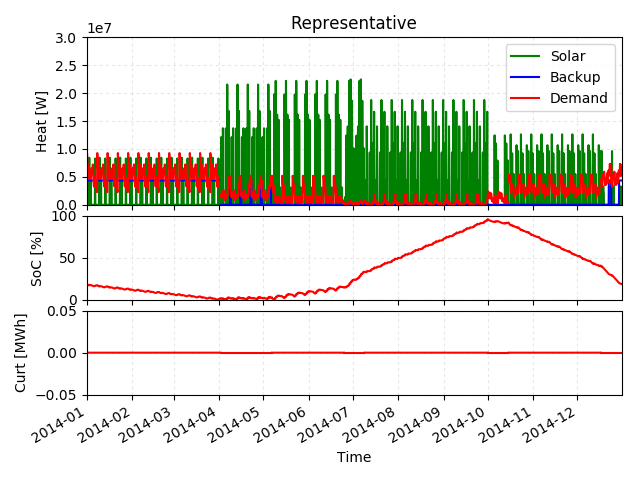 Representative
1e7
3.0
2.5
2.0
1.5
1.0
0.5
0.0
Heat [W]
Solar
Backup
Demand
100
50
0
SoC [%]
0.05
0.00
−0.05
Curt [MWh]
2014-01
2014-02
2014-03
2014-04
2014-05
2014-06
2014-07
2014-08
2014-09
2014-10
2014-11
2014-12
Time